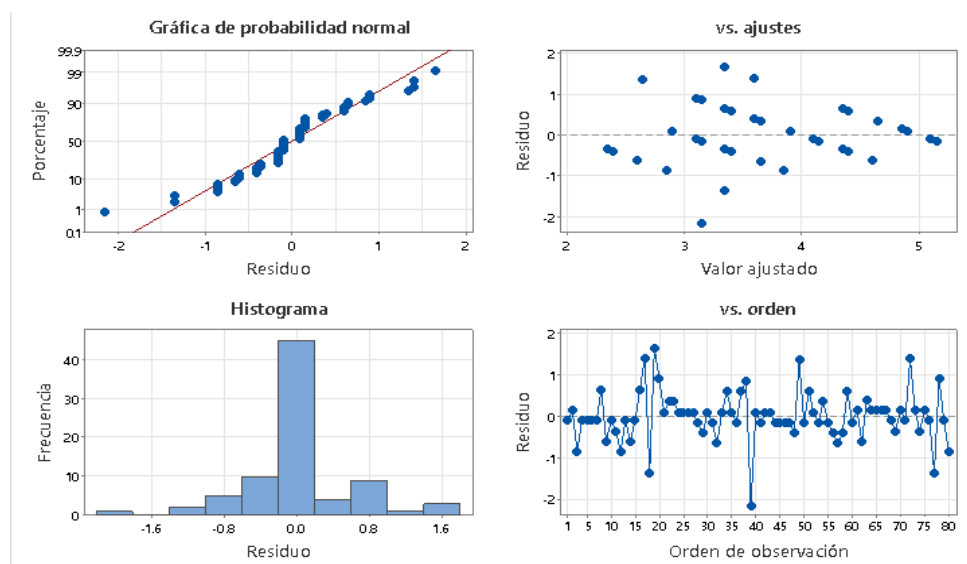 Gráfica de probabilidad normal
99.9
99
90
50
10
1
0.1
Porcentaje
-2 -1 0 1 2
Residuo
vs. ajustes
2
1
0
-1
-2
Residuo
2 3 4 5
Valor ajustado
Histograma
40
30
20
10
0
Frecuencia
-1.6 -0.8 0.0 0.8 1.6
Residuo
vs. orden
2
1
0
-1
-2
Residuo
1 5 10 15 20 25 30 35 40 45 50 55 60 65 70 75 80
Orden de observación